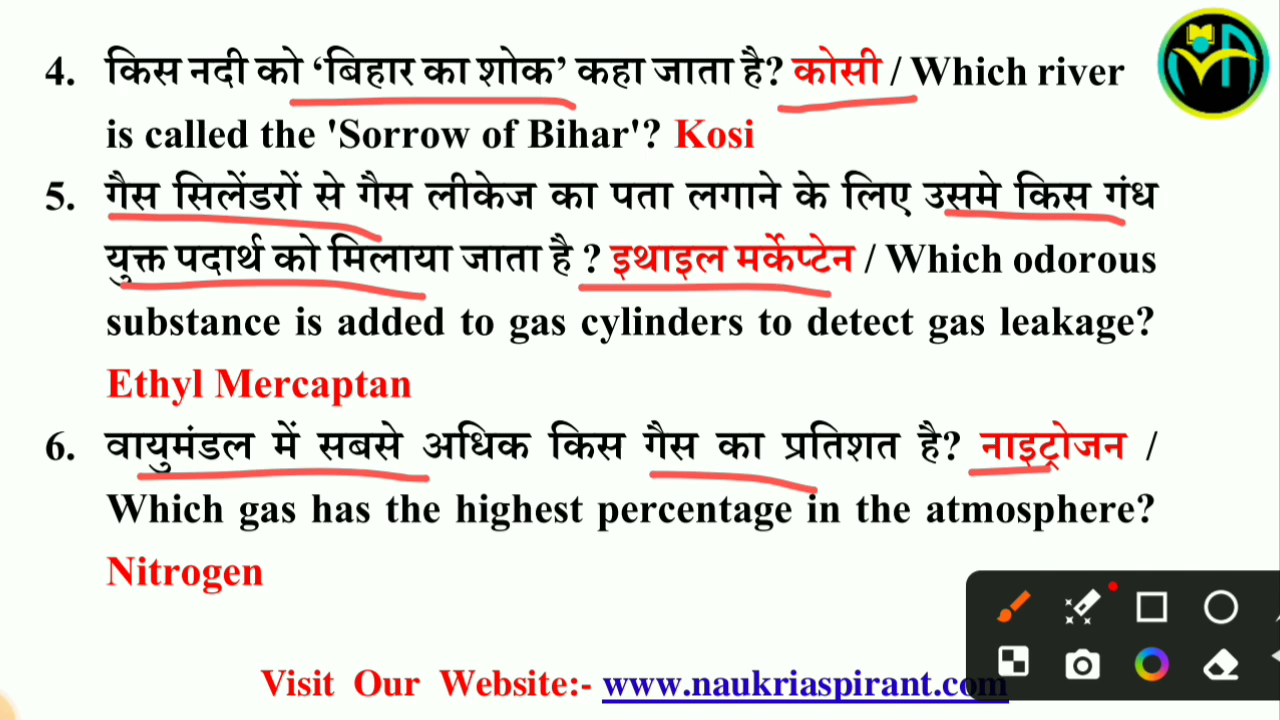 4. किस नदी को ‘बिहार का शोक’ कहा जाता है? कोसी / Which river
is called the 'Sorrow of Bihar'? Kosi
5. गैस सिलेंडरों से गैस लीकेज का पता लगाने के लिए उसमे किस गंध
युक्त पदार्थ को मिलाया जाता है ? इथाइल मर्केप्टेन / Which odorous
substance is added to gas cylinders to detect gas leakage?
Ethyl Mercaptan
6. वायुमंडल में सबसे अधिक किस गैस का प्रतिशत है? नाइट्रोजन /
Which gas has the highest percentage in the atmosphere?
Nitrogen
Visit Our Website:- www.naukriaspirant.com